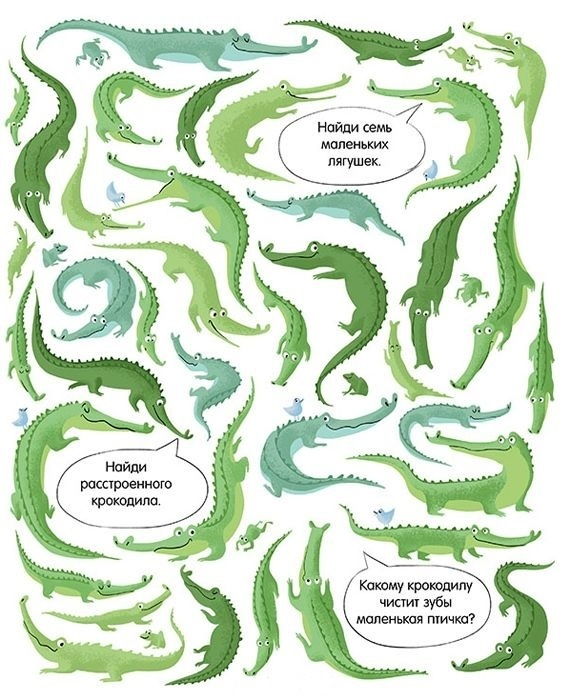 Найди семь
маленьких
лягушек.
Найди
расстроенного
крокодила.
Какому крокодилу
чистит зубы
маленькая птичка?